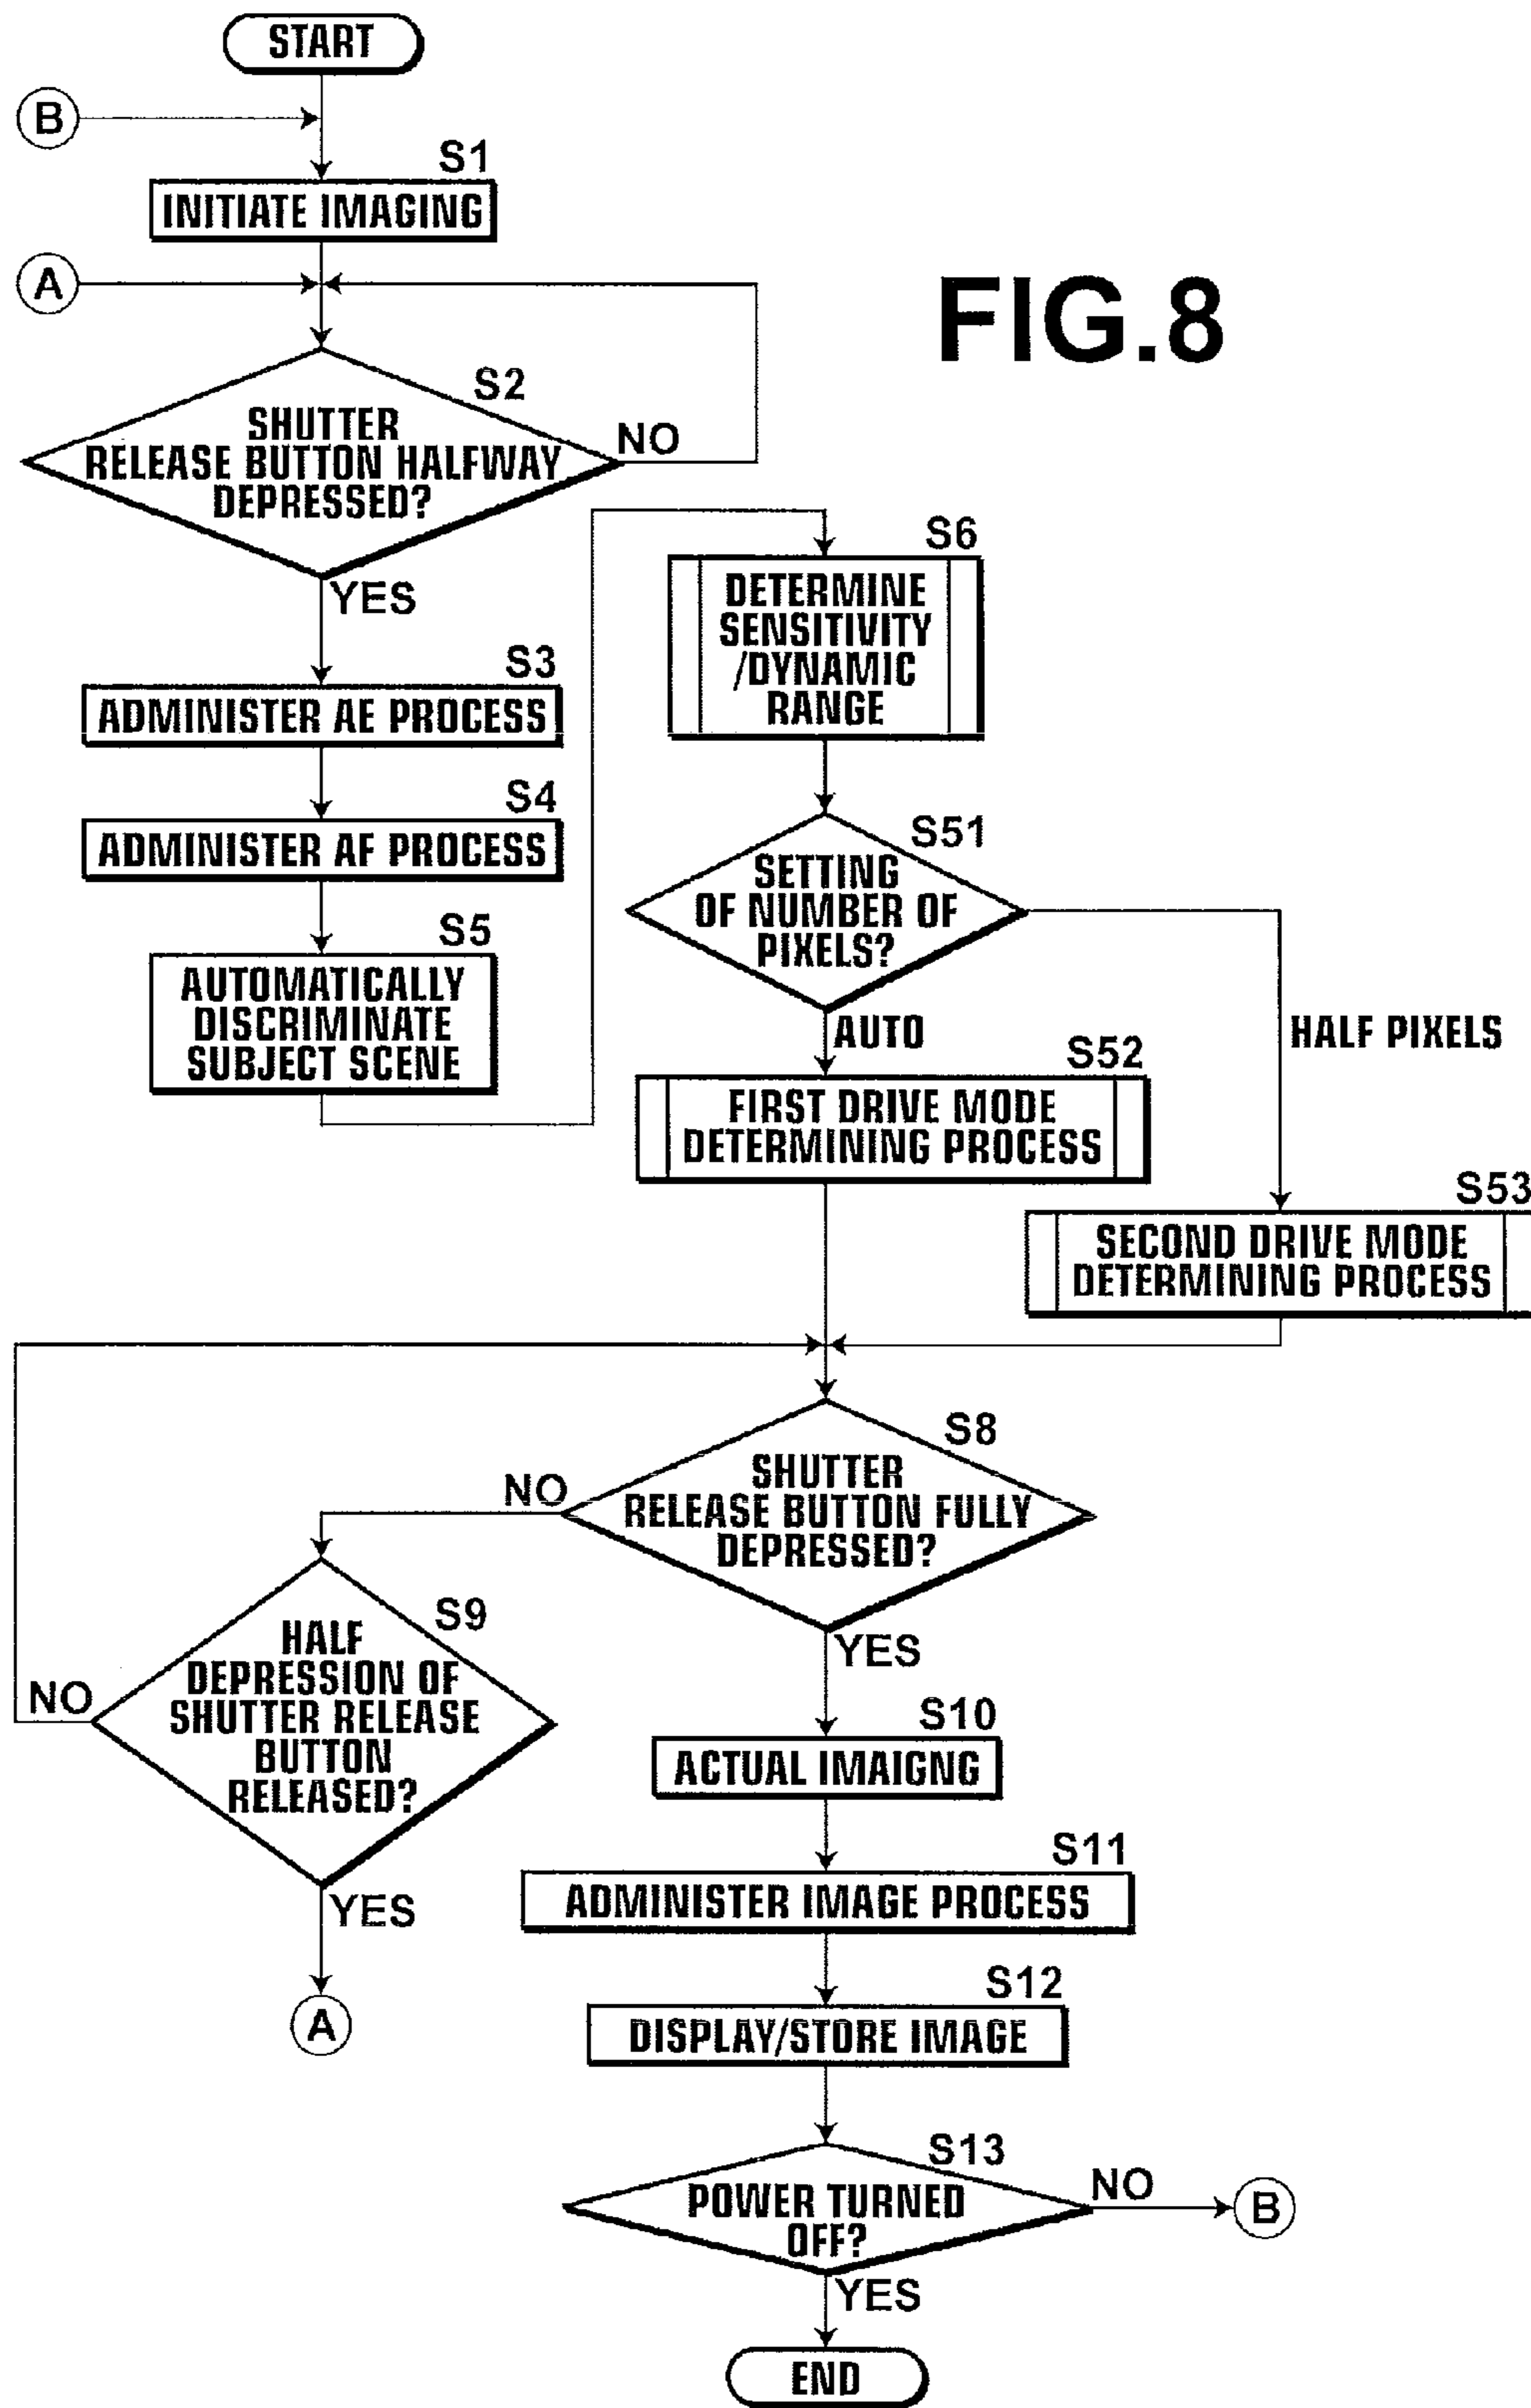 START
B
S1
INITIATE IMAGING
A
FIG.8
S2
SHUTTER
RELEASE BUTTON HALFWAY
DEPRESSED?
NO
YES
S3
ADMINISTER AE PROCESS
S4
ADMINISTER AF PROCESS
S5
AUTOMATICALLY
DISCRIMINATE
SUBJECT SCENE
S6
DETERMINE
SENSITIVITY
/DYNAMIC
RANGE
S51
SETTING
OF NUMBER OF
PIXELS?
AUTO
HALF PIXELS
S52
FIRST DRIVE MODE
DETERMINING PROCESS
S53
SECOND DRIVE MODE
DETERMINING PROCESS
S8
SHUTTER
RELEASE BUTTON FULLY
DEPRESSED?
NO
YES
S9
HALF
DEPRESSION OF
SHUTTER RELEASE
BUTTON
RELEASED?
NO
YES
A
S10
ACTUAL IMAIGNG
S11
ADMINISTER IMAGE PROCESS
S12
DISPLAY/STORE IMAGE
S13
POWER TURNED
OFF?
NO
B
YES
END